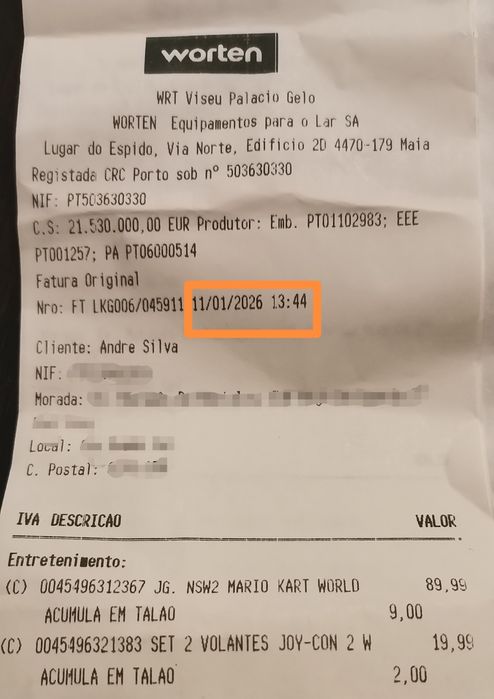 worten
WRT Viseu Palacio Gelo
WORTEN Equipamentos para o Lar SA
Lugar do Espido, Via Norte, Edificio 2D 4470-179 Maia
Registada CRC Porto sob nº 503630330
NIF: PT503630330
C.S: 21.530.000,00 EUR Produtor: Emb. PT01102983; EEE
PT001257; PA PT06000514
Fatura Original
Nro: FT LKG006/045911 11/01/2026 13:44
Cliente: Andre Silva
NIF:
Morada:
Local:
C. Postal:
IVA DESCRICAO VALOR
Entretenimento:
(C) 0045496312367 JG. NSW2 MARIO KART WORLD 89,99
ACUMULA EM TALAO 9,00
(C) 0045496321383 SET 2 VOLANTES JOY-CON 2 W 19,99
ACUMULA EM TALAO 2,00